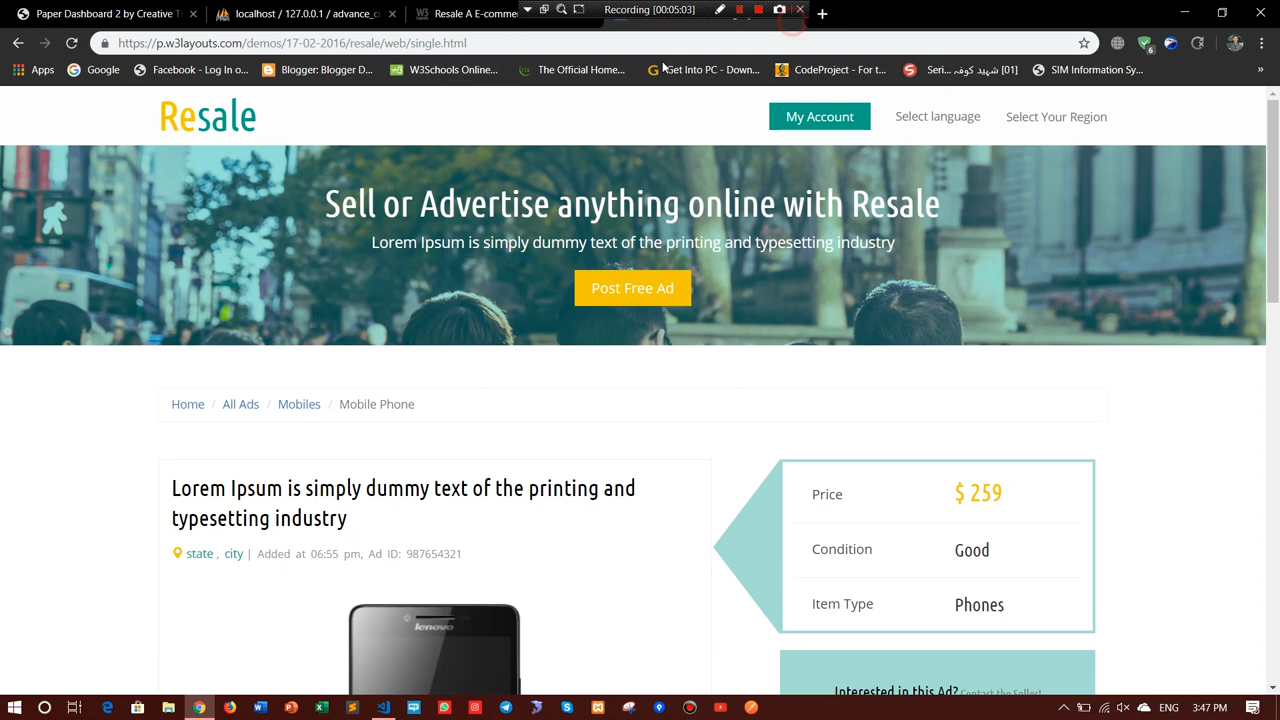 Paper Dashboard 2 by Creative T
localhost / 127.0.0.1 / advance_c
Resale A E-comme
Recording [00:05:03]
https://p.w3layouts.com/demos/17-02-2016/resale/web/single.html
Apps
Google
Facebook - Log In o...
Blogger: Blogger D...
W3Schools Online...
The Official Home...
Get Into PC - Down...
CodeProject - For t...
Seri...
[01]
SIM Information Sy...
»
Resale
My Account
Select language
Select Your Region
Sell or Advertise anything online with Resale
Lorem Ipsum is simply dummy text of the printing and typesetting industry
Post Free Ad
Home / All Ads / Mobiles / Mobile Phone
Lorem Ipsum is simply dummy text of the printing and
typesetting industry
state , city | Added at 06:55 pm, Ad ID: 987654321
lenovo
Price $ 259
Condition Good
Item Type Phones
Interested in this Ad? Contact the Seller!
ENG
3:47 PM